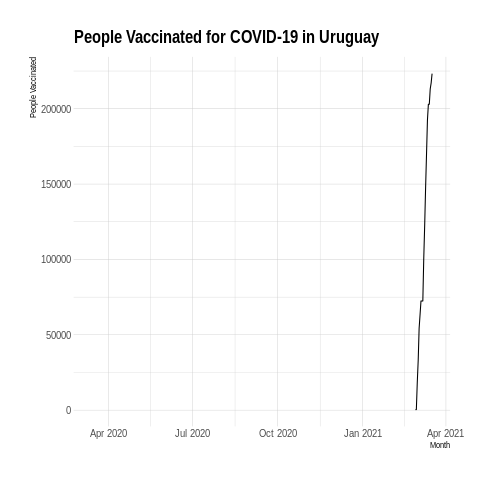 People Vaccinated for COVID-19 in Uruguay
People Vaccinated
200000
150000
100000
50000
0
Apr 2020 Jul 2020 Oct 2020 Jan 2021 Apr 2021
Month